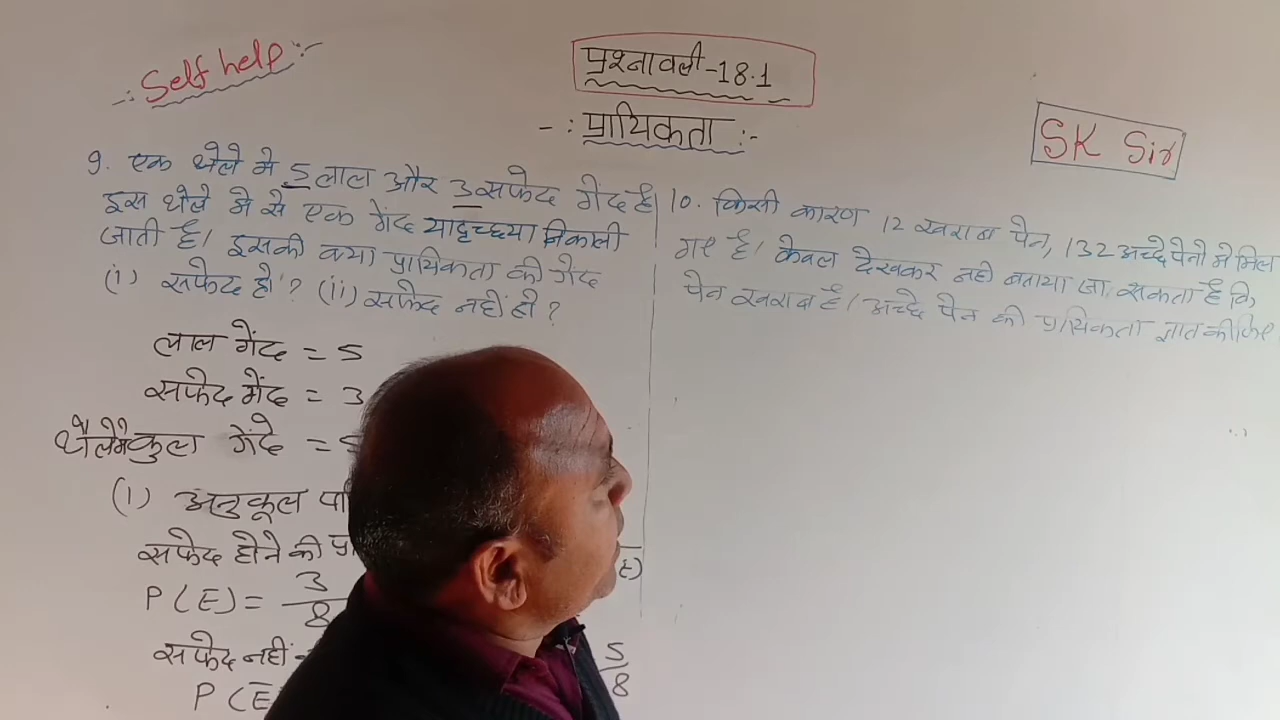 Self help
प्रश्नावली-18.1
-: प्रायिकता :-
SK Sir
9. एक थैले मे 5 लाल और 3 सफेद गेंद है।
इस थैले मे से एक गेंद यादृच्छया निकाली
जाती है। इसकी क्या प्रायिकता की गेंद
(i) सफेद हो? (ii) सफेद नहीं हो?
लाल गेंद = 5
सफेद गेंद = 3
थैलेमें कुल गेंदे = 5
(i) अनुकूल
सफेद होने की
P(E) = 3/8
सफेद नहीं
P(E̅)
5/8
10. किसी कारण 12 खराब पेन, 132 अच्छे पेनो मे मिल
गए है। केवल देखकर नही बताया जा सकता है कि
पेन खराब है। अच्छे पेन की प्रायिकता ज्ञात कीजिए